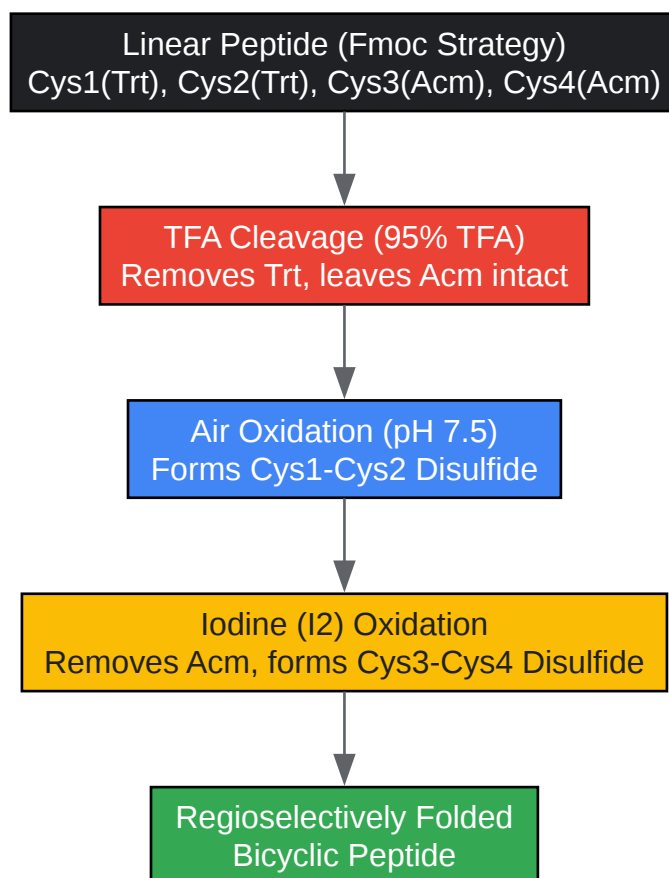 Linear Peptide (Fmoc Strategy)
Cys1(Trt), Cys2(Trt), Cys3(Acm), Cys4(Acm)
TFA Cleavage (95% TFA)
Removes Trt, leaves Acm intact
Air Oxidation (pH 7.5)
Forms Cys1-Cys2 Disulfide
Iodine (I2) Oxidation
Removes Acm, forms Cys3-Cys4 Disulfide
Regioselectively Folded
Bicyclic Peptide